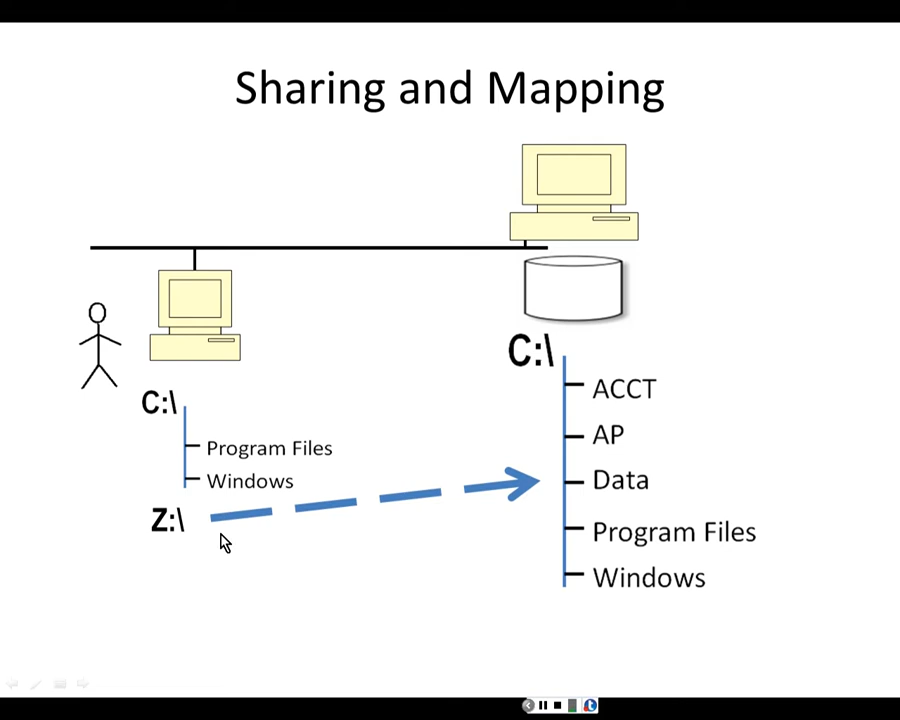 Sharing and Mapping
C:\
Program Files
Windows
Z:\
C:\
ACCT
AP
Data
Program Files
Windows